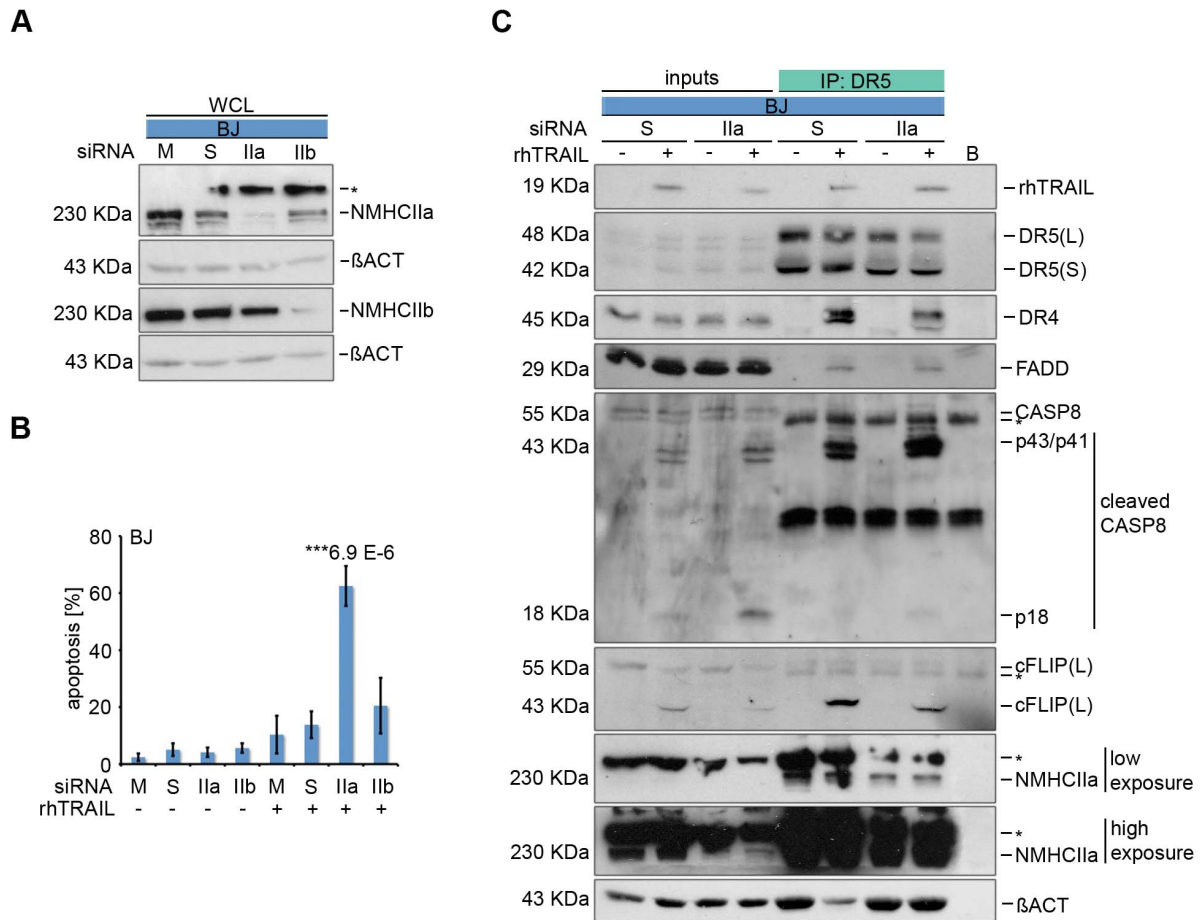 A
WCL
BJ
siRNA M S IIa IIb
*
230 KDa NMHCIIa
43 KDa ßACT
230 KDa NMHCIIb
43 KDa ßACT
B
BJ
apoptosis [%]
80
60
40
20
0
***6.9 E-6
siRNA M S IIa IIb M S IIa IIb
rhTRAIL - - - - + + + +
C
inputs IP: DR5
BJ
siRNA S IIa S IIa
rhTRAIL - + - + - + - + B
19 KDa rhTRAIL
48 KDa DR5(L)
42 KDa DR5(S)
45 KDa DR4
29 KDa FADD
55 KDa CASP8
*
43 KDa p43/p41
cleaved
CASP8
18 KDa p18
55 KDa cFLIP(L)
*
43 KDa cFLIP(L)
* low
230 KDa NMHCIIa exposure
* high
230 KDa NMHCIIa exposure
43 KDa ßACT